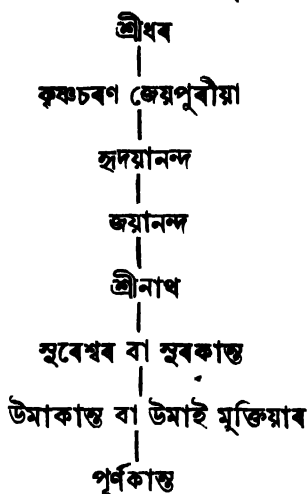 শ্ৰীধৰ
কৃষ্ণচৰণ জেয়পুৰীয়া
হৃদয়ানন্দ
জয়ানন্দ
শ্ৰীনাথ
সুৰেশ্বৰ বা সুৰকান্ত
উমাকান্ত বা উমাই মুক্তিয়াৰ
পূৰ্ণকান্ত